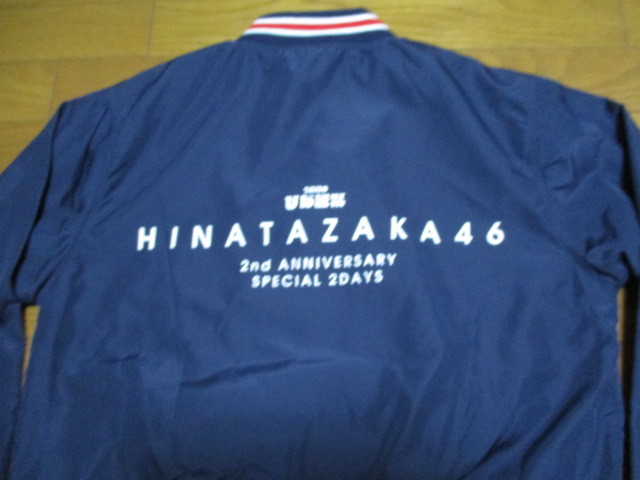 HINATAZAKA46
2nd ANNIVERSARY
SPECIAL 2DAYS